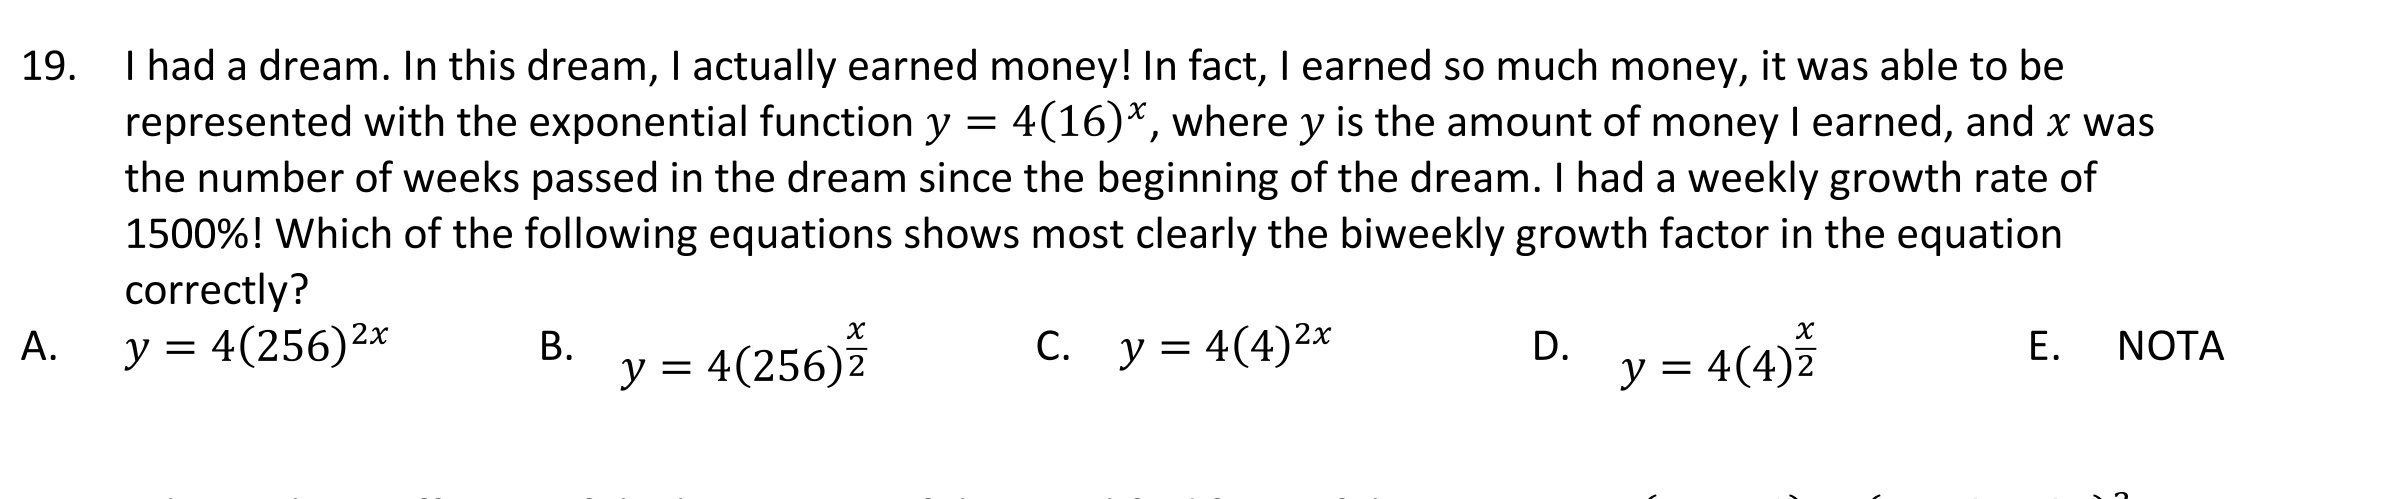 19. I had a dream. In this dream, I actually earned money! In fact, I earned so much money, it was able to be
represented with the exponential function y = 4(16)^x, where y is the amount of money I earned, and x was
the number of weeks passed in the dream since the beginning of the dream. I had a weekly growth rate of
1500%! Which of the following equations shows most clearly the biweekly growth factor in the equation
correctly?
A. y = 4(256)^{2x} B. y = 4(256)^{x/2} C. y = 4(4)^{2x} D. y = 4(4)^{x/2} E. NOTA